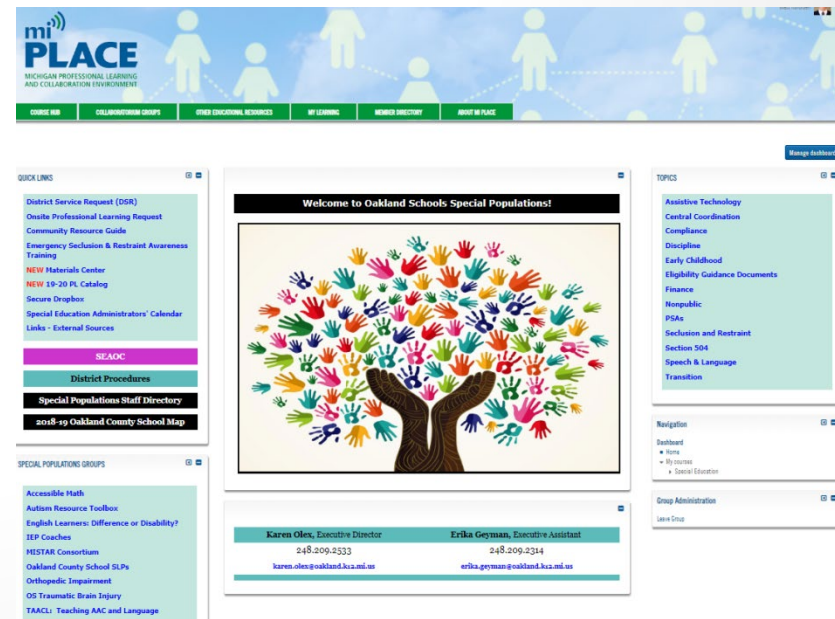 mi
PLACE
MICHIGAN PROFESSIONAL LEARNING
AND COLLABORATION ENVIRONMENT
COURSE HUB
COLLABORATORIUM GROUPS
OTHER EDUCATIONAL RESOURCES
MY LEARNING
MEMBER DIRECTORY
ABOUT MI PLACE
Manage dashboard
QUICK LINKS
District Service Request (DSR)
Onsite Professional Learning Request
Community Resource Guide
Emergency Seclusion & Restraint Awareness
Training
NEW Materials Center
NEW 19-20 PL Catalog
Secure Dropbox
Special Education Administrators' Calendar
Links - External Sources
SEAOC
District Procedures
Special Populations Staff Directory
2018-19 Oakland County School Map
SPECIAL POPULATIONS GROUPS
Accessible Math
Autism Resource Toolbox
English Learners: Difference or Disability?
IEP Coaches
MISTAR Consortium
Oakland County School SLPs
Orthopedic Impairment
OS Traumatic Brain Injury
TAACL: Teaching AAC and Language
Welcome to Oakland Schools Special Populations!
Karen Olex, Executive Director
248.209.2533
karen.olex@oakland.k12.mi.us
Erika Geyman, Executive Assistant
248.209.2314
erika.geyman@oakland.k12.mi.us
TOPICS
Assistive Technology
Central Coordination
Compliance
Discipline
Early Childhood
Eligibility Guidance Documents
Finance
Nonpublic
PSAs
Seclusion and Restraint
Section 504
Speech & Language
Transition
Navigation
Dashboard
Home
My courses
Special Education
Group Administration
Leave Group